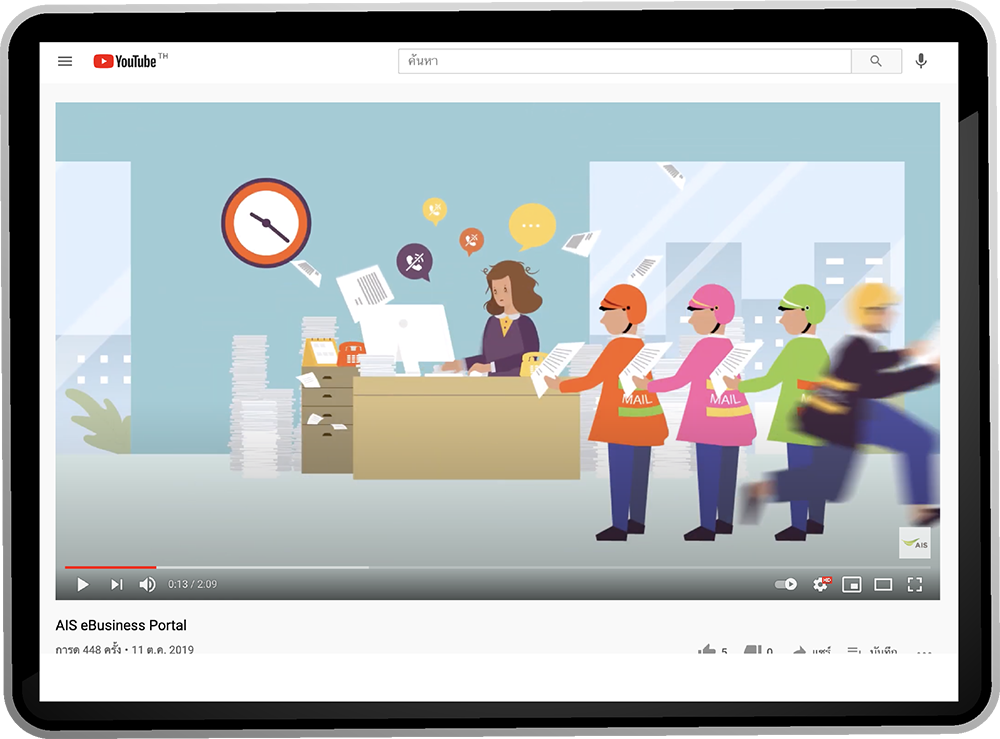 YouTube TH
ค้นหา
MAIL
MAIL
AIS
0:13 / 2:09
HD
AIS eBusiness Portal
การดู 448 ครั้ง • 11 ต.ค. 2019
5
0
แชร์
บันทึก